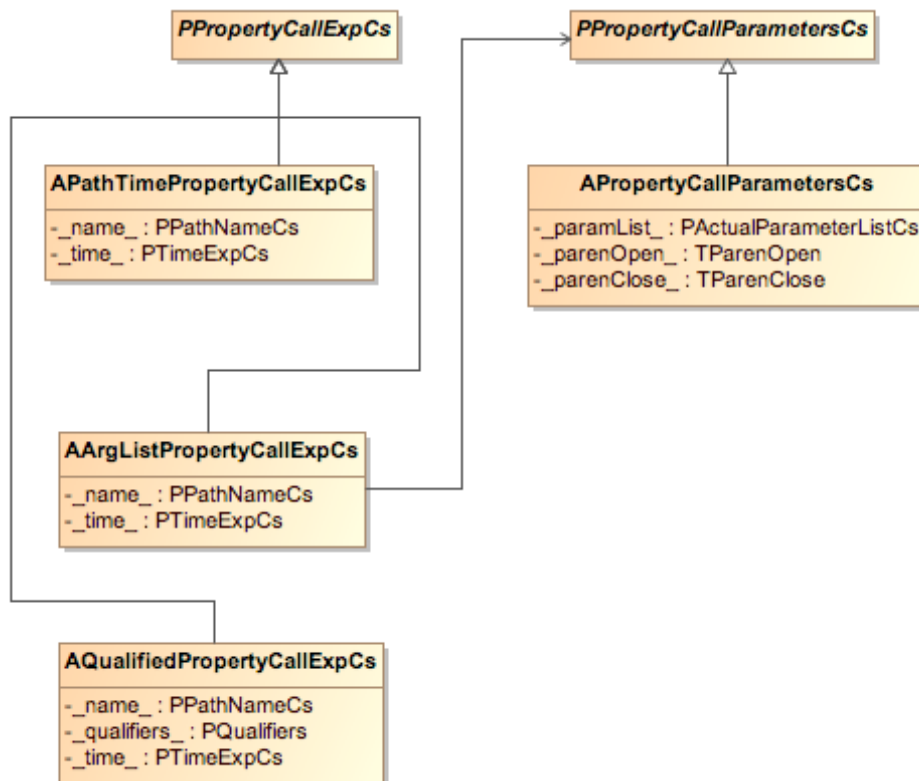 PPropertyCallExpCs
PPropertyCallParametersCs
APathTimePropertyCallExpCs
-_name_ : PPathNameCs
-_time_ : PTimeExpCs
APropertyCallParametersCs
-_paramList_ : PActualParameterListCs
-_parenOpen_ : TParenOpen
-_parenClose_ : TParenClose
AArgListPropertyCallExpCs
-_name_ : PPathNameCs
-_time_ : PTimeExpCs
AQualifiedPropertyCallExpCs
-_name_ : PPathNameCs
-_qualifiers_ : PQualifiers
-_time_ : PTimeExpCs